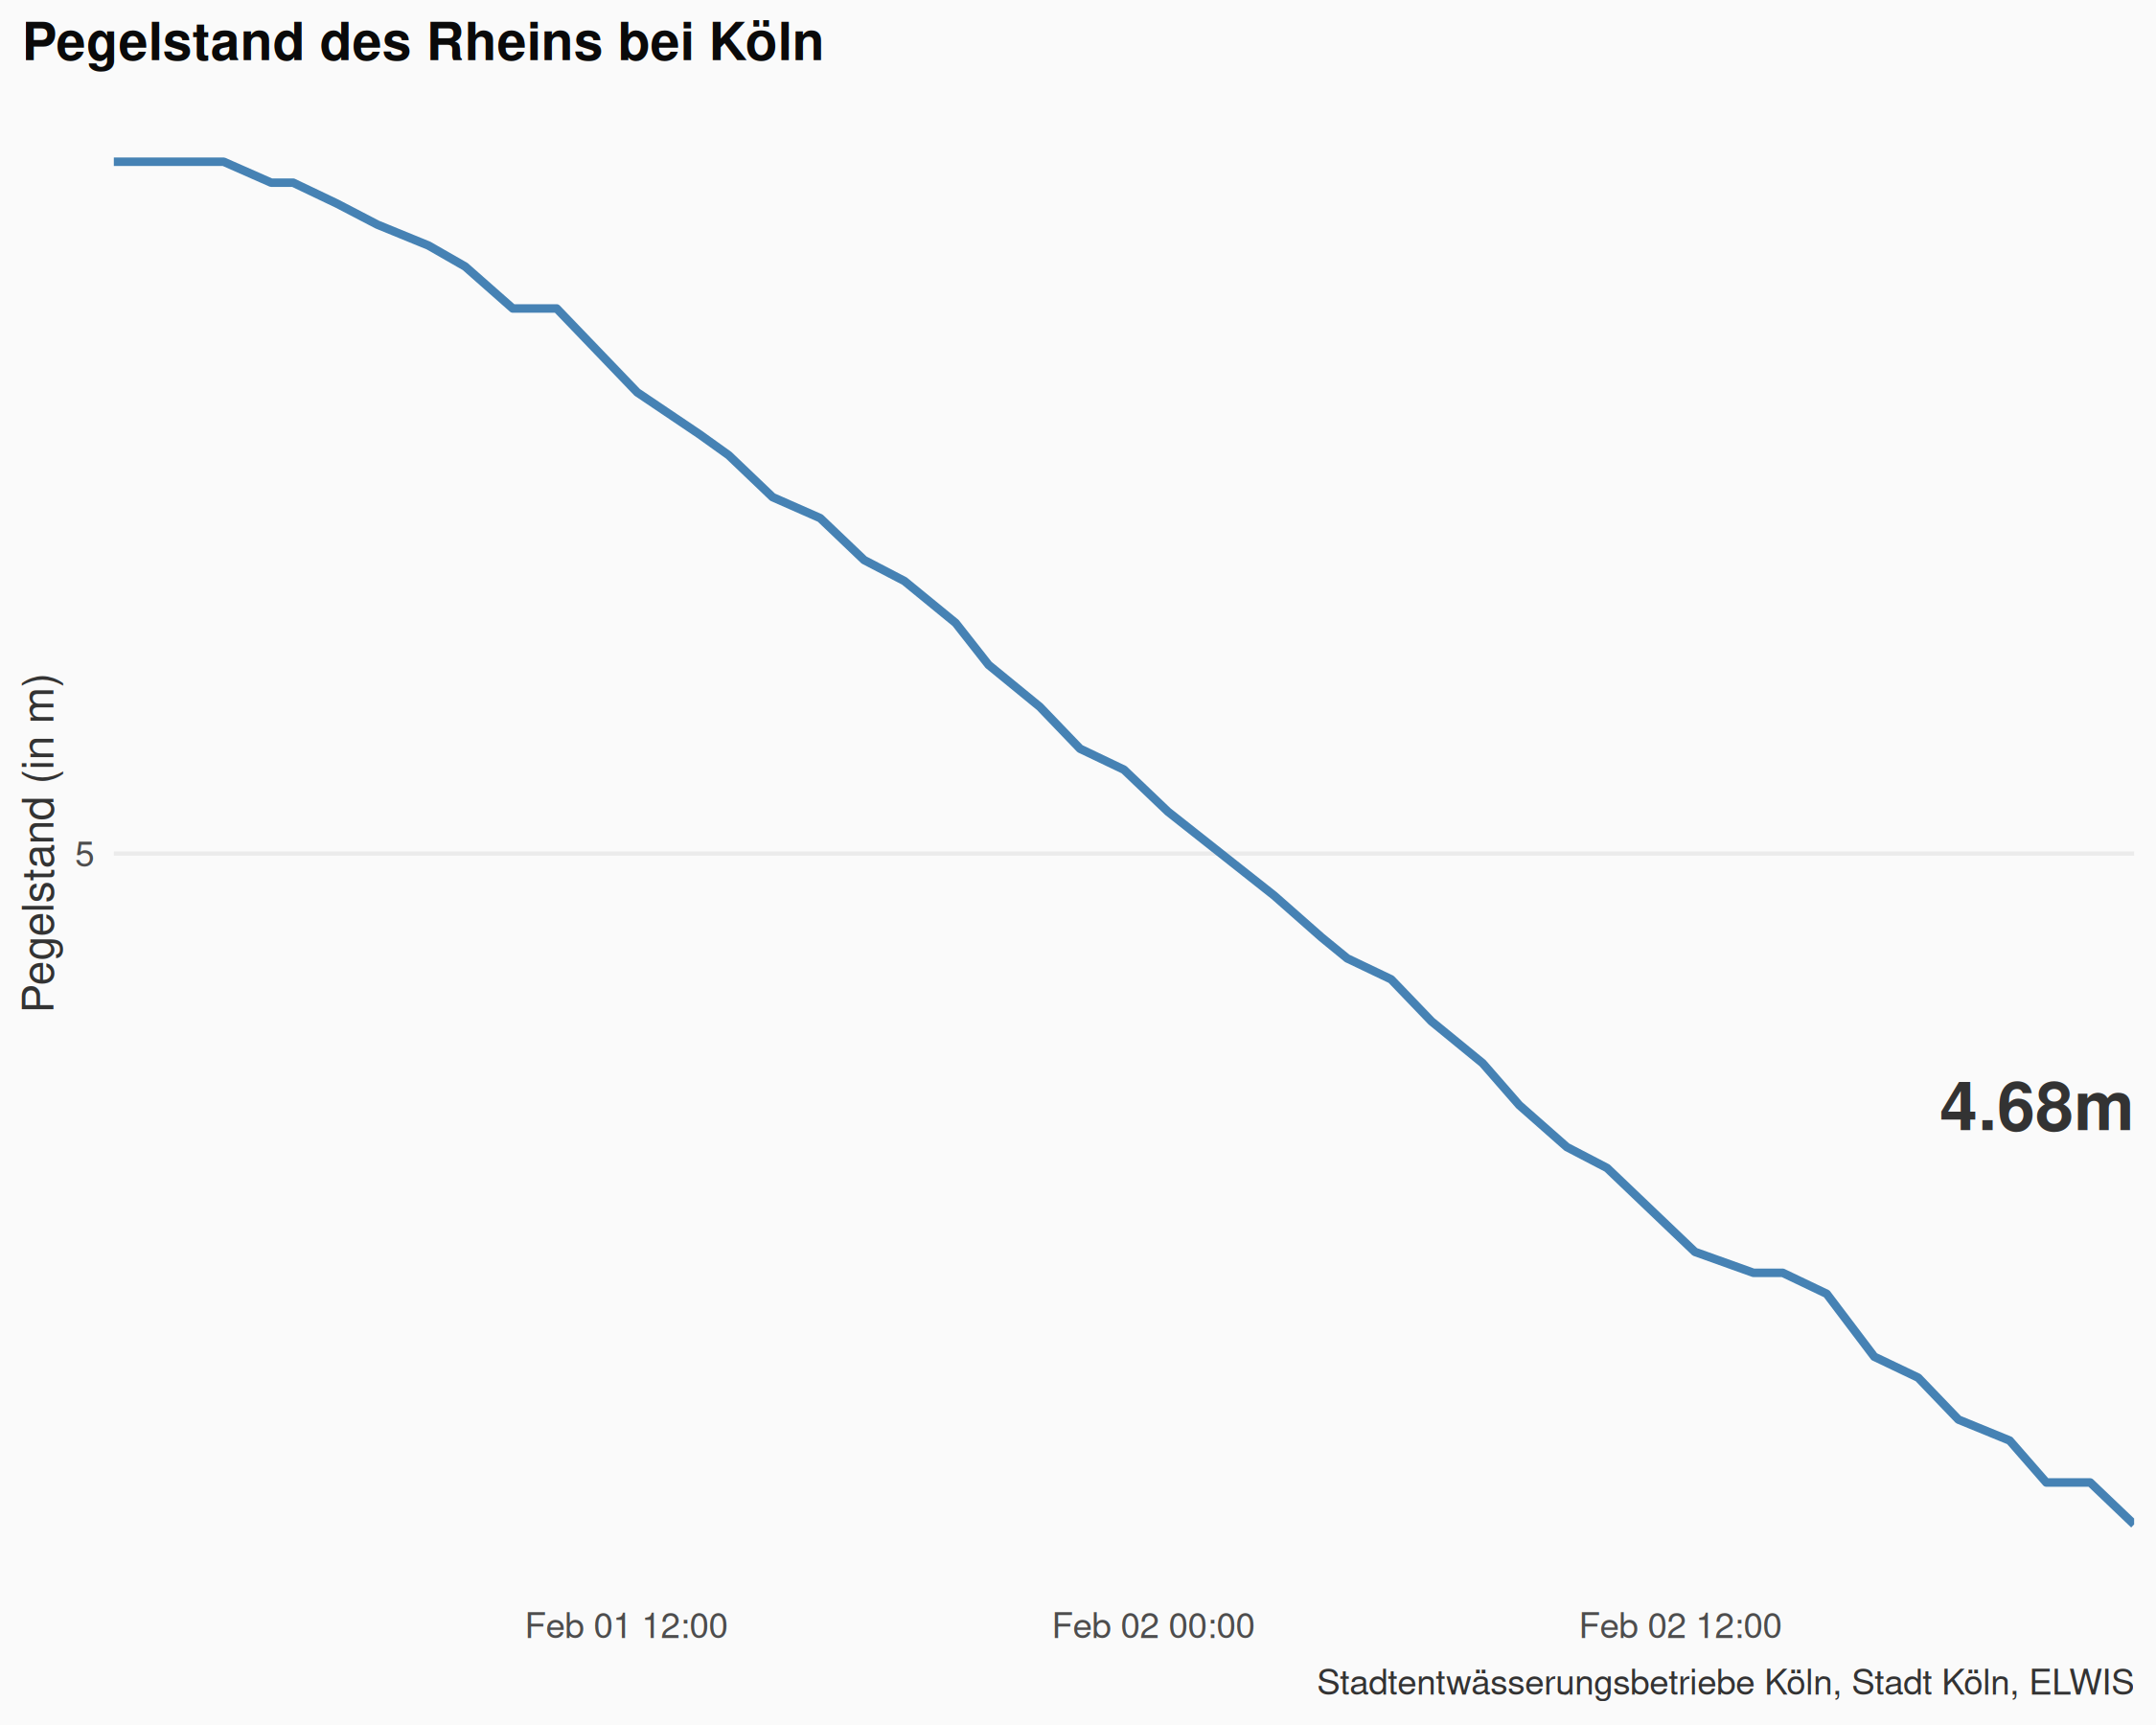 Pegelstand des Rheins bei Köln
Pegelstand (in m)
5
4.68m
Feb 01 12:00
Feb 02 00:00
Feb 02 12:00
Stadtentwässerungsbetriebe Köln, Stadt Köln, ELWIS